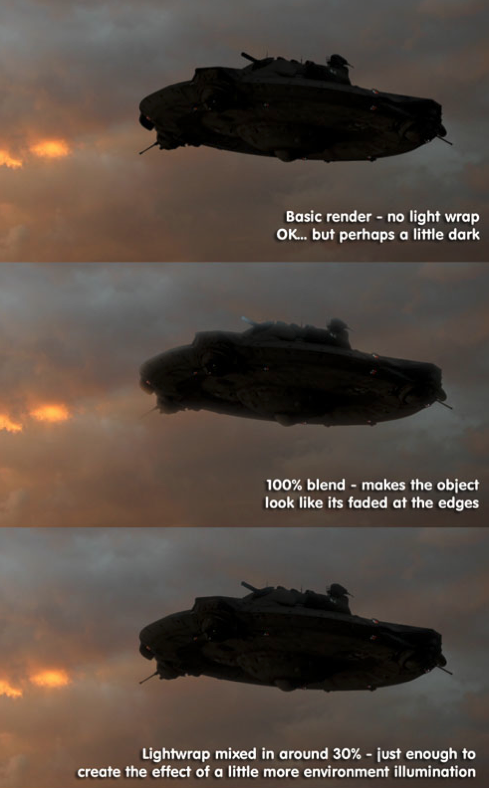 Basic render - no light wrap
OK... but perhaps a little dark
100% blend - makes the object
look like its faded at the edges
Lightwrap mixed in around 30% - just enough to
create the effect of a little more environment illumination